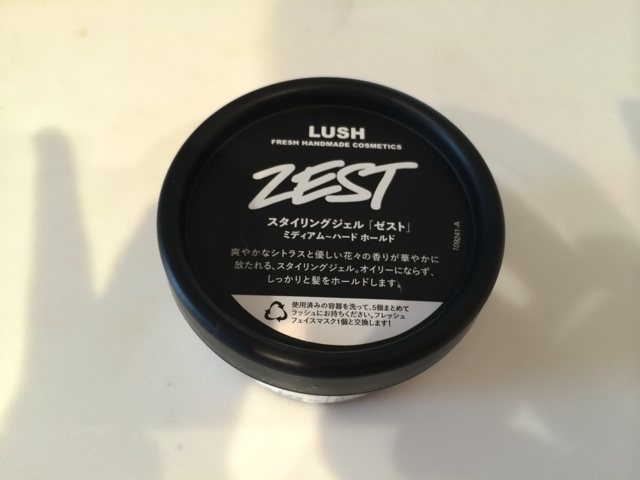 LUSH
FRESH HANDMADE COSMETICS
ZEST
スタイリングジェル「ゼスト」
ミディアム~ハード ホールド
爽やかなシトラスと優しい花々の香りが華やかに
放たれる、スタイリングジェル。オイリーにならず、
しっかりと髪をホールドします。
使用済みの容器を洗って、5個まとめて
ラッシュにお持ちください。フレッシュ
フェイスマスク1個と交換します!